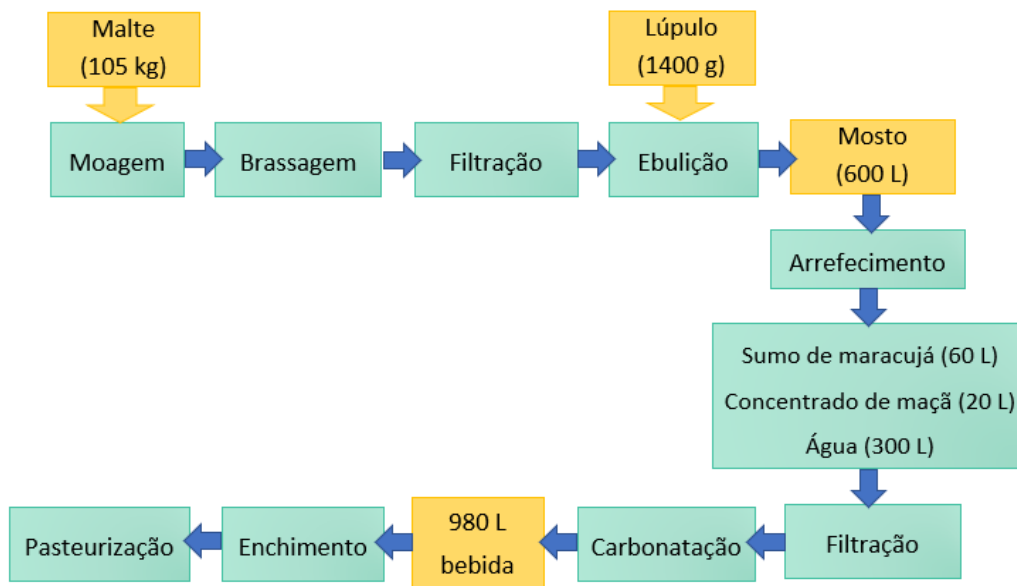 Malte
(105 kg)
Lúpulo
(1400 g)
Moagem
Brassagem
Filtração
Ebulição
Mosto
(600 L)
Arrefecimento
Sumo de maracujá (60 L)
Concentrado de maçã (20 L)
Água (300 L)
Filtração
Carbonatação
980 L
bebida
Enchimento
Pasteurização